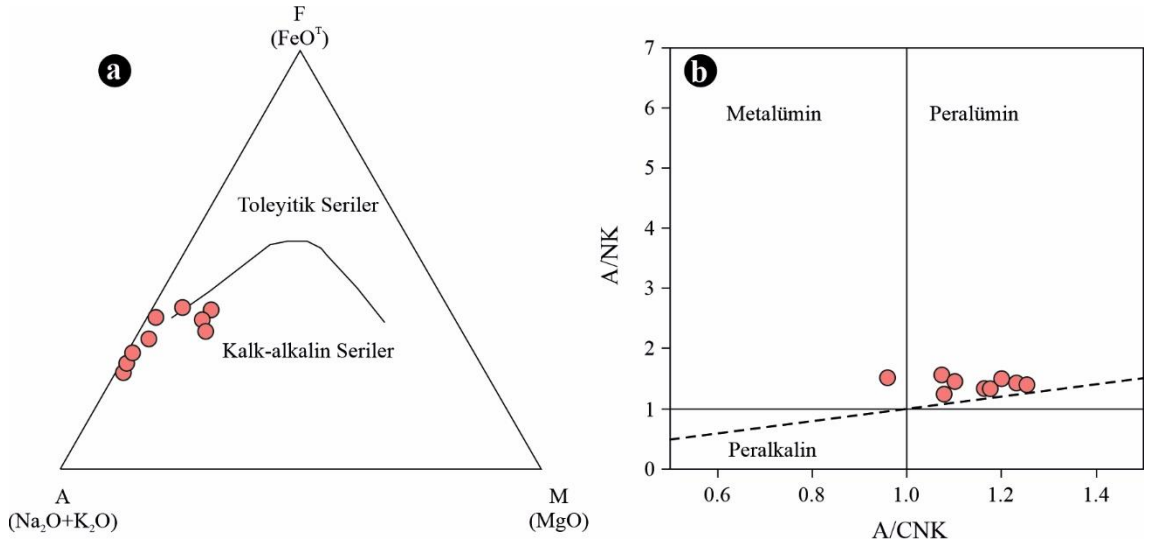 a
F
(FeOᵀ)
Toleyitik Seriler
Kalk-alkalin Seriler
A
(Na₂O+K₂O)
M
(MgO)
b
7
6
5
4
3
2
1
0
A/NK
Metalümin
Peralümin
Peralkalin
0.6 0.8 1.0 1.2 1.4
A/CNK